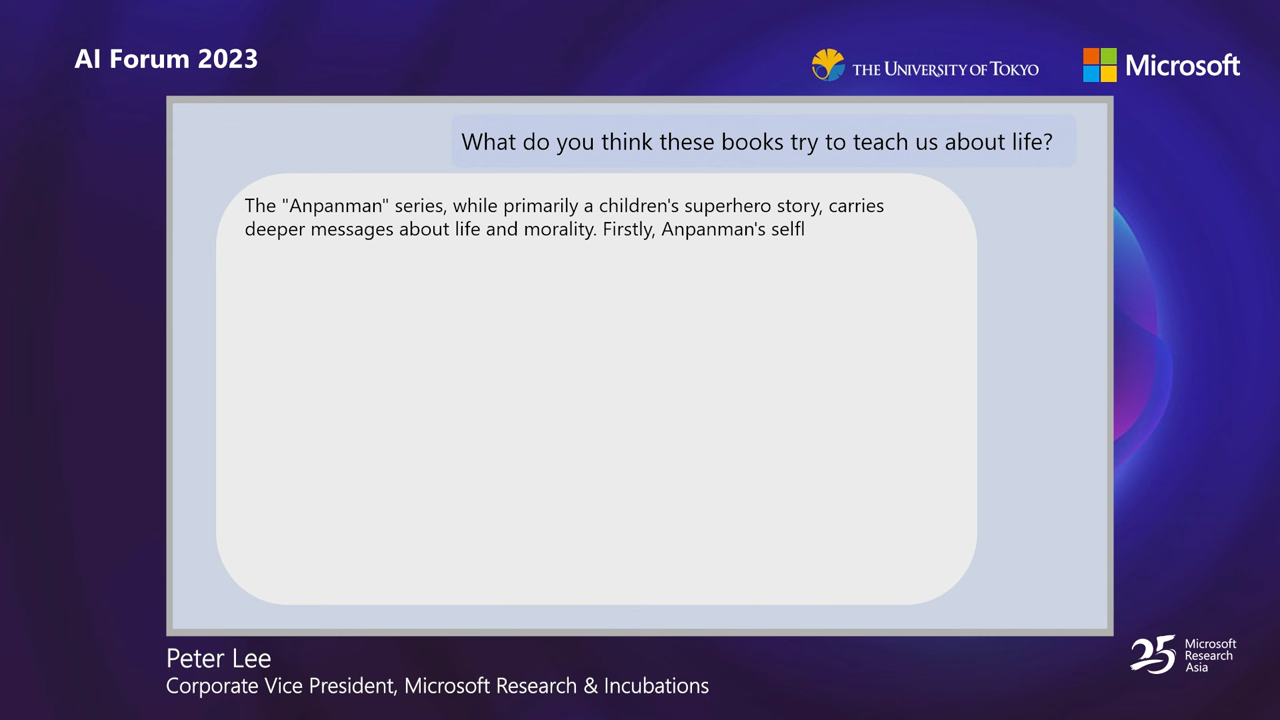 AI Forum 2023
THE UNIVERSITY OF TOKYO
Microsoft
What do you think these books try to teach us about life?
The "Anpanman" series, while primarily a children's superhero story, carries
deeper messages about life and morality. Firstly, Anpanman's selfl
Peter Lee
Corporate Vice President, Microsoft Research & Incubations
25
Microsoft
Research
Asia